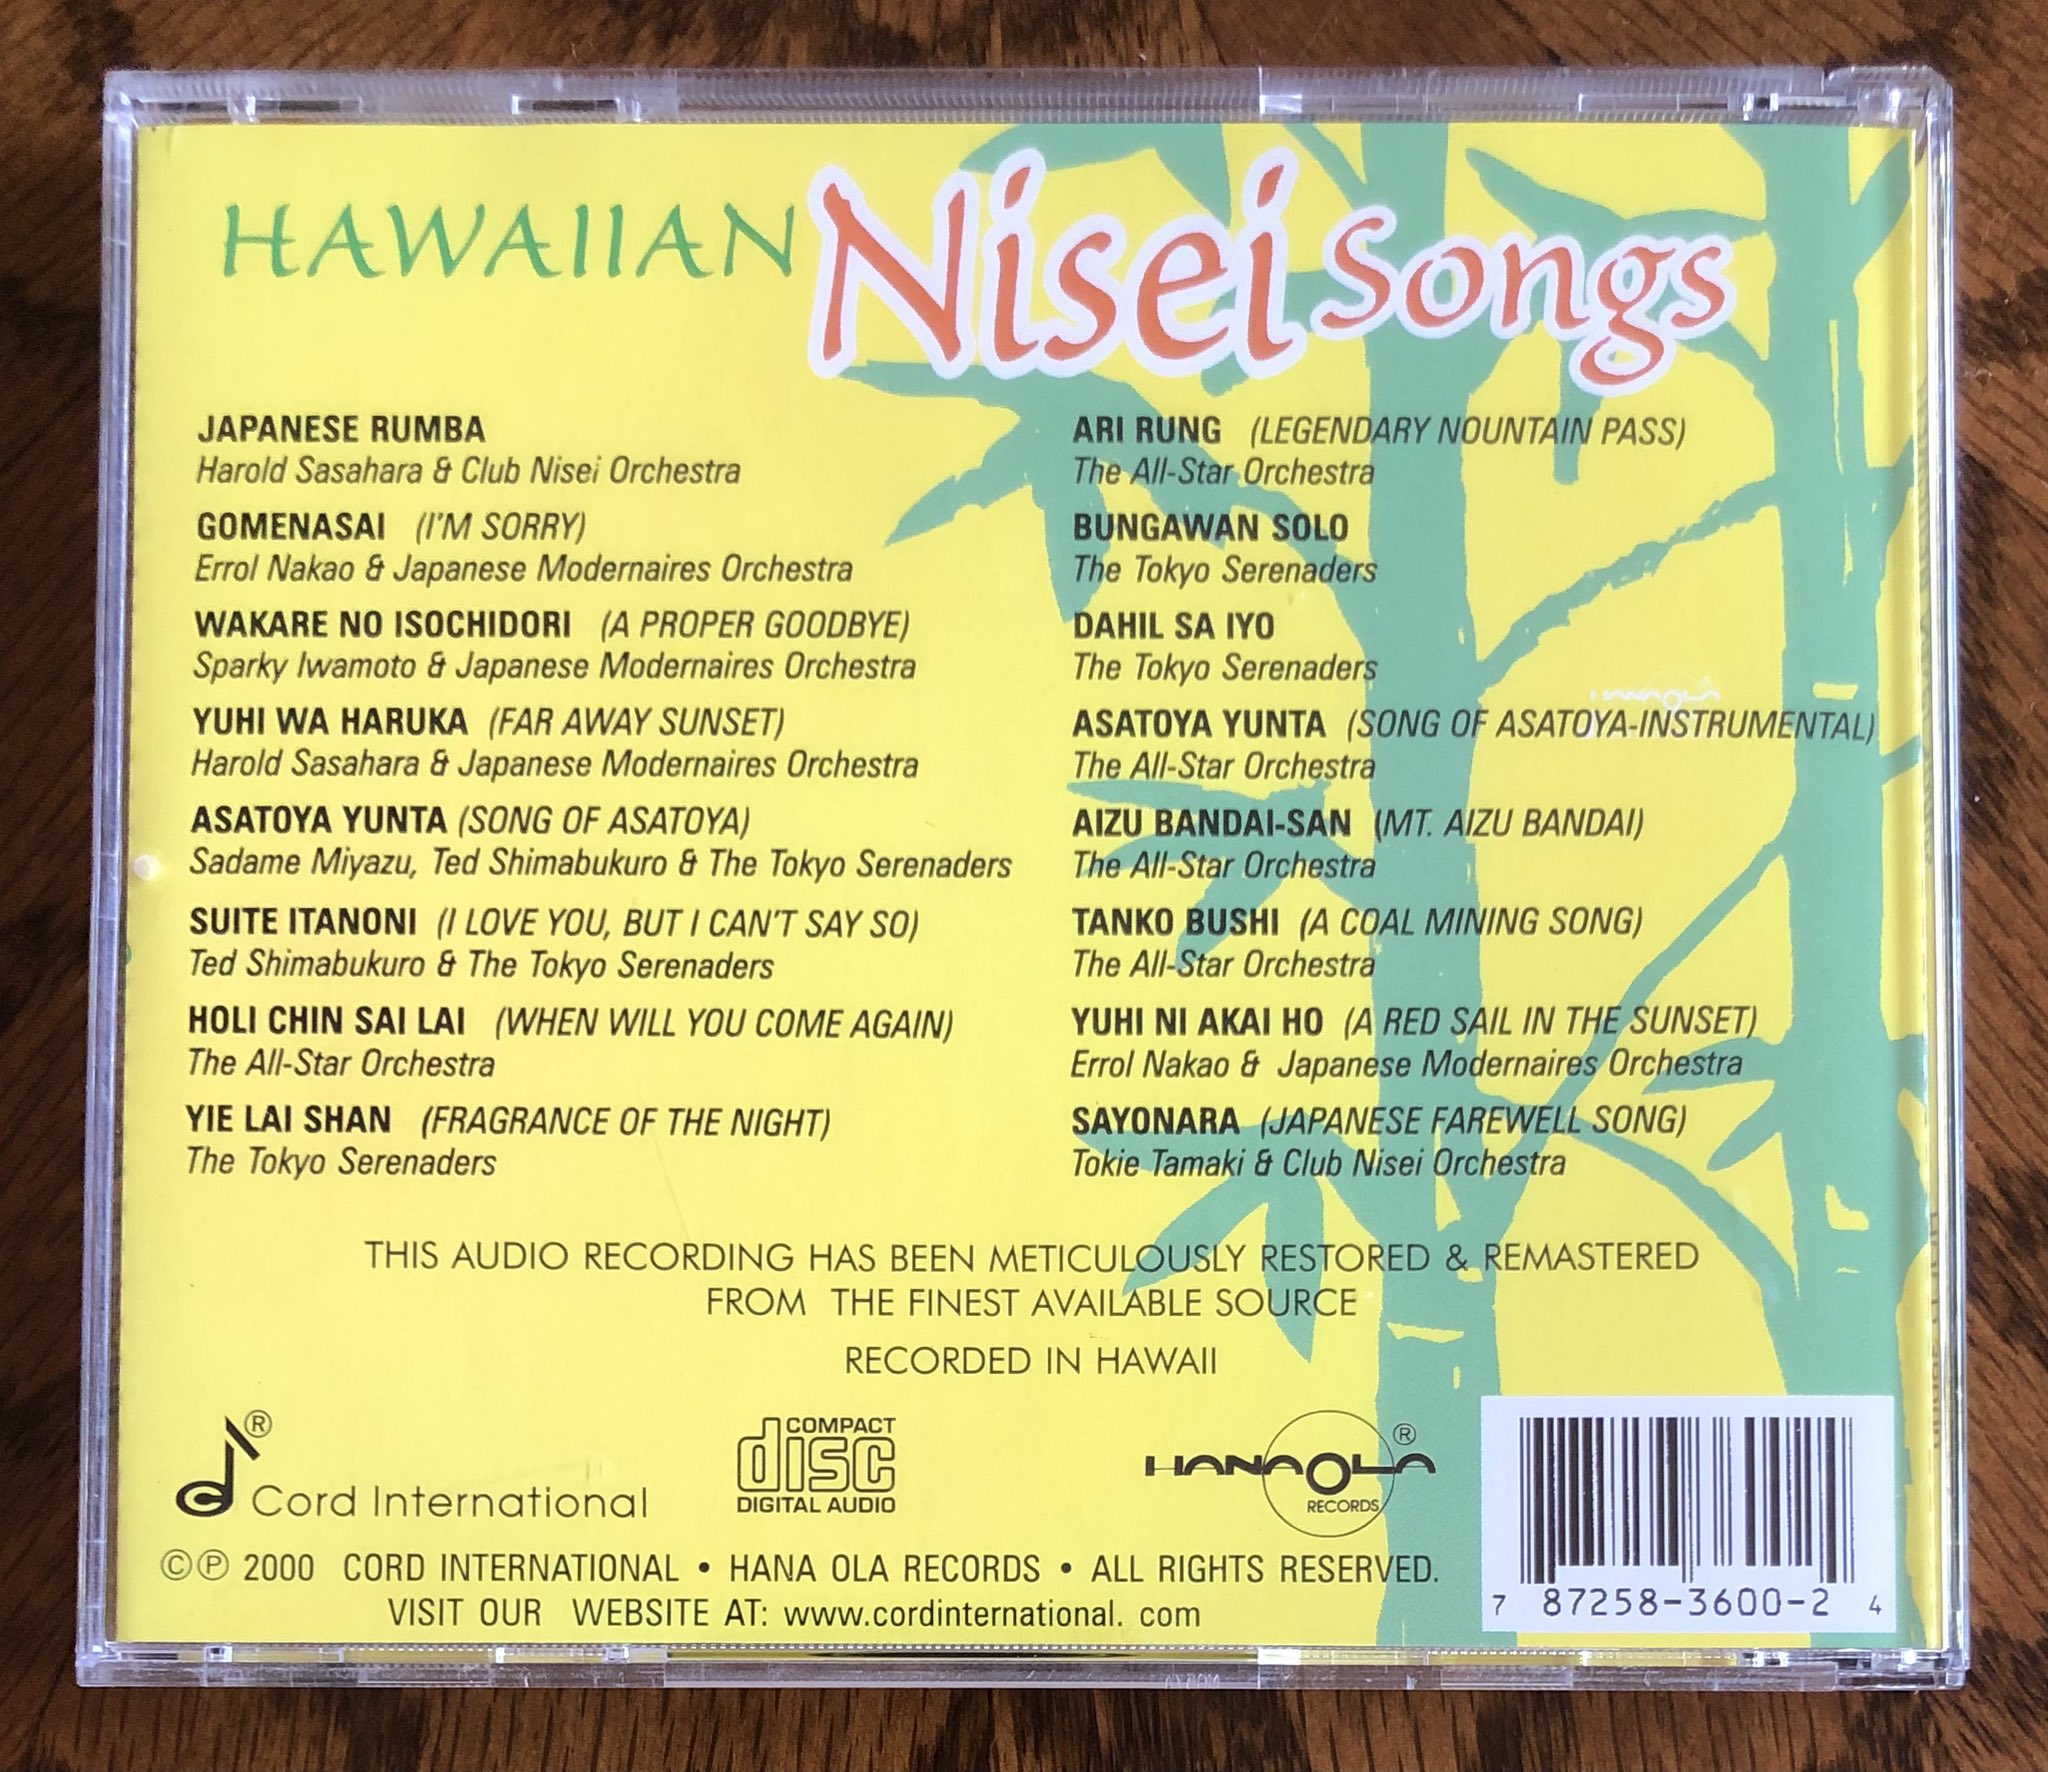 HAWAIIAN Nisei Songs
JAPANESE RUMBA
Harold Sasahara & Club Nisei Orchestra
GOMENASAI (I'M SORRY)
Errol Nakao & Japanese Modernaires Orchestra
WAKARE NO ISOCHIDORI (A PROPER GOODBYE)
Sparky Iwamoto & Japanese Modernaires Orchestra
YUHI WA HARUKA (FAR AWAY SUNSET)
Harold Sasahara & Japanese Modernaires Orchestra
ASATOYA YUNTA (SONG OF ASATOYA)
Sadame Miyazu, Ted Shimabukuro & The Tokyo Serenaders
SUITE ITANONI (I LOVE YOU, BUT I CAN'T SAY SO)
Ted Shimabukuro & The Tokyo Serenaders
HOLI CHIN SAI LAI (WHEN WILL YOU COME AGAIN)
The All-Star Orchestra
YIE LAI SHAN (FRAGRANCE OF THE NIGHT)
The Tokyo Serenaders
ARI RUNG (LEGENDARY NOUNTAIN PASS)
The All-Star Orchestra
BUNGAWAN SOLO
The Tokyo Serenaders
DAHIL SA IYO
The Tokyo Serenaders
ASATOYA YUNTA (SONG OF ASATOYA-INSTRUMENTAL)
The All-Star Orchestra
AIZU BANDAI-SAN (MT. AIZU BANDAI)
The All-Star Orchestra
TANKO BUSHI (A COAL MINING SONG)
The All-Star Orchestra
YUHI NI AKAI HO (A RED SAIL IN THE SUNSET)
Errol Nakao & Japanese Modernaires Orchestra
SAYONARA (JAPANESE FAREWELL SONG)
Tokie Tamaki & Club Nisei Orchestra
THIS AUDIO RECORDING HAS BEEN METICULOUSLY RESTORED & REMASTERED
FROM THE FINEST AVAILABLE SOURCE
RECORDED IN HAWAII
® Cord International
COMPACT
disc
DIGITAL AUDIO
HANA OLA ®
RECORDS
©℗ 2000 CORD INTERNATIONAL • HANA OLA RECORDS • ALL RIGHTS RESERVED.
VISIT OUR WEBSITE AT: www.cordinternational. com
7 87258-3600-2 4